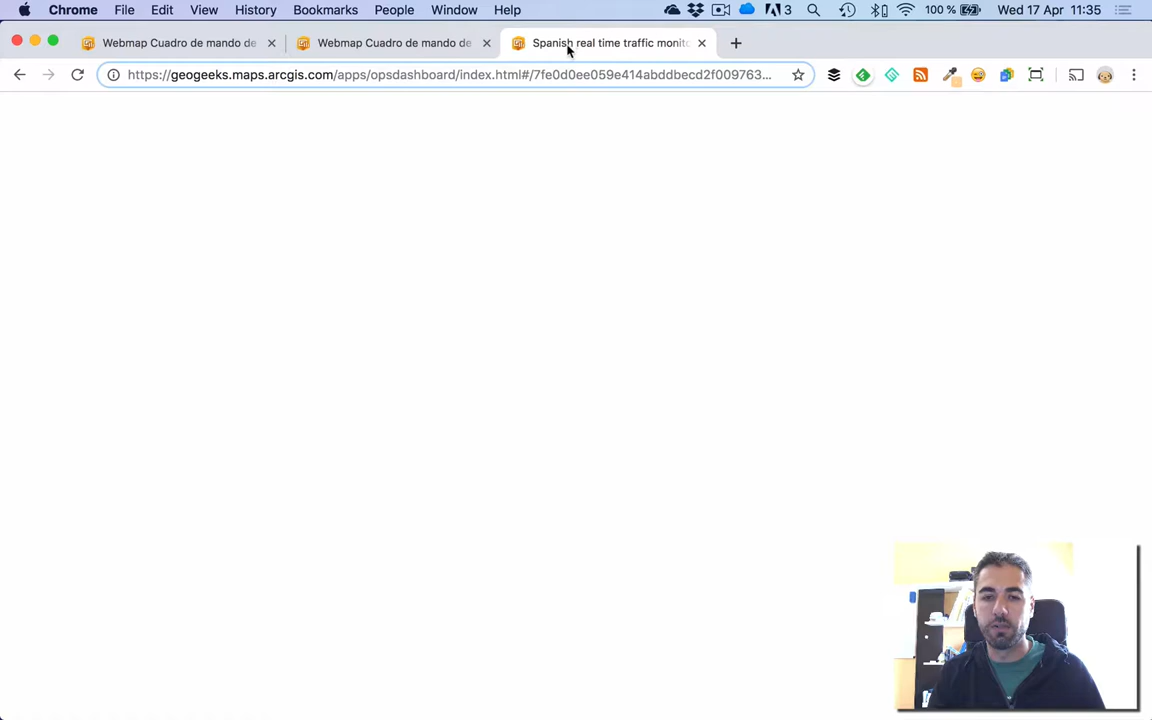 Chrome File Edit View History Bookmarks People Window Help 3 100 % Wed 17 Apr 11:35
Webmap Cuadro de mando de Webmap Cuadro de mando de Spanish real time traffic monito
https://geogeeks.maps.arcgis.com/apps/opsdashboard/index.html#/7fe0d0ee059e414abddbecd2f009763...